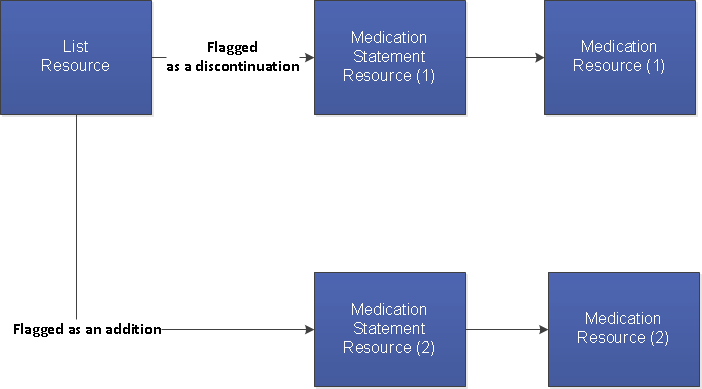 List
Resource
Flagged
as a discontinuation
Medication
Statement
Resource (1)
Medication
Resource (1)
Flagged as an addition
Medication
Statement
Resource (2)
Medication
Resource (2)